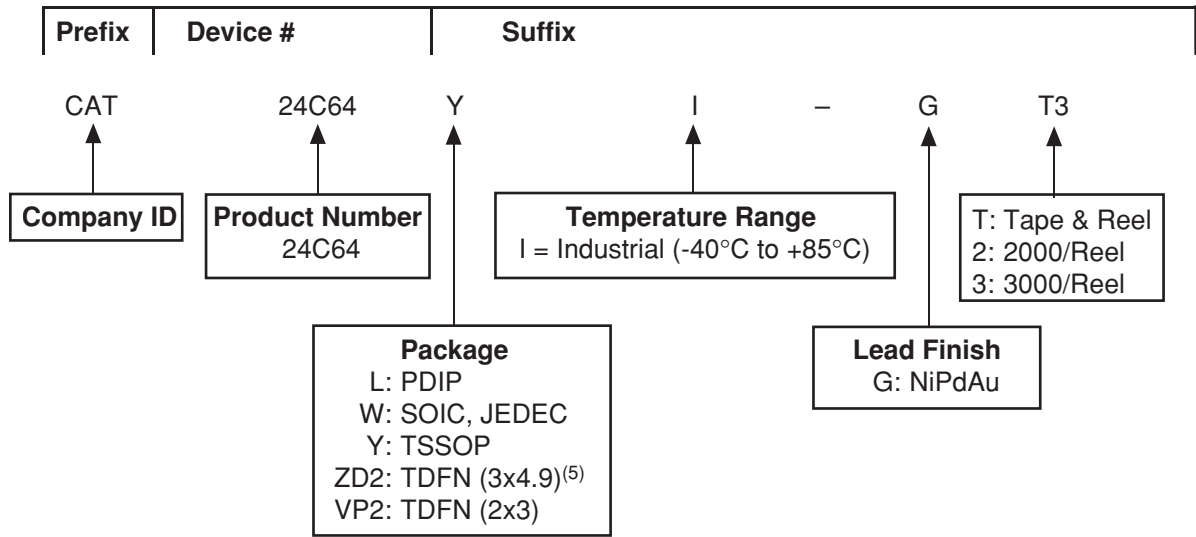 Prefix Device # Suffix
CAT 24C64 Y I – G T3
Company ID
Product Number
24C64
Temperature Range
I = Industrial (-40°C to +85°C)
T: Tape & Reel
2: 2000/Reel
3: 3000/Reel
Package
L: PDIP
W: SOIC, JEDEC
Y: TSSOP
ZD2: TDFN (3x4.9)(5)
VP2: TDFN (2x3)
Lead Finish
G: NiPdAu